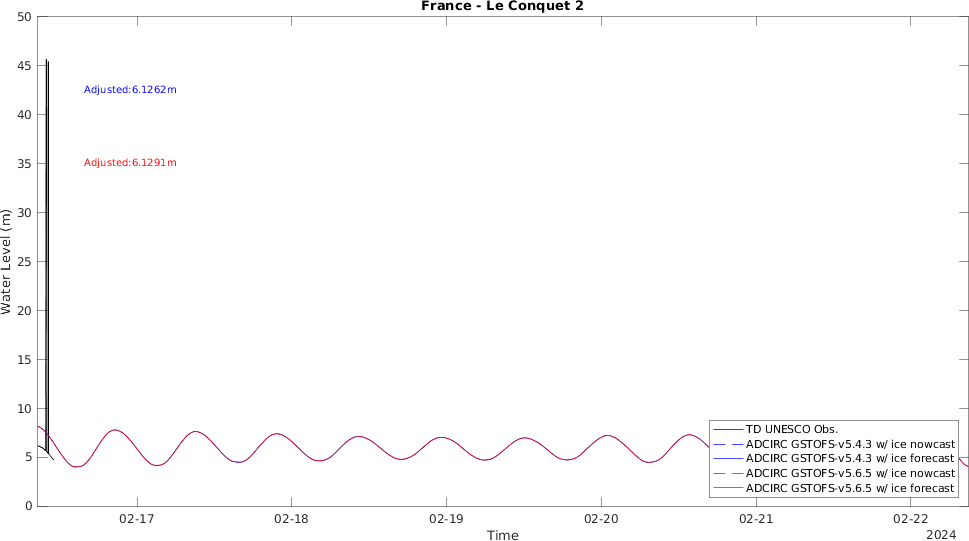 France - Le Conquet 2
50
45
40
35
30
25
20
15
10
5
0
Water Level (m)
Adjusted:6.1262m
Adjusted:6.1291m
TD UNESCO Obs.
ADCIRC GSTOFS-v5.4.3 w/ ice nowcast
ADCIRC GSTOFS-v5.4.3 w/ ice forecast
ADCIRC GSTOFS-v5.6.5 w/ ice nowcast
ADCIRC GSTOFS-v5.6.5 w/ ice forecast
02-17 02-18 02-19 02-20 02-21 02-22
Time
2024